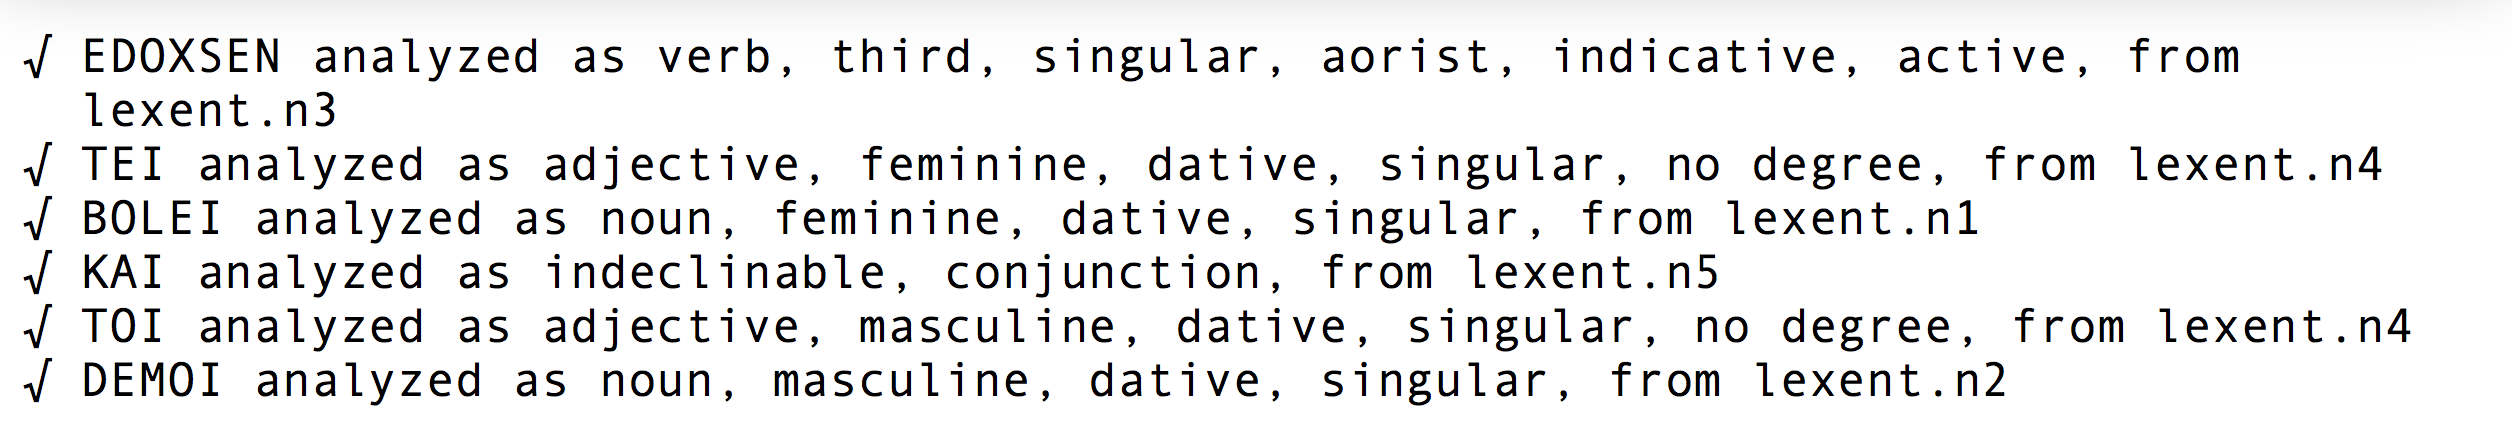 √ EDOXSEN analyzed as verb, third, singular, aorist, indicative, active, from
lexent.n3
√ TEI analyzed as adjective, feminine, dative, singular, no degree, from lexent.n4
√ BOLEI analyzed as noun, feminine, dative, singular, from lexent.n1
√ KAI analyzed as indeclinable, conjunction, from lexent.n5
√ TOI analyzed as adjective, masculine, dative, singular, no degree, from lexent.n4
√ DEMOI analyzed as noun, masculine, dative, singular, from lexent.n2